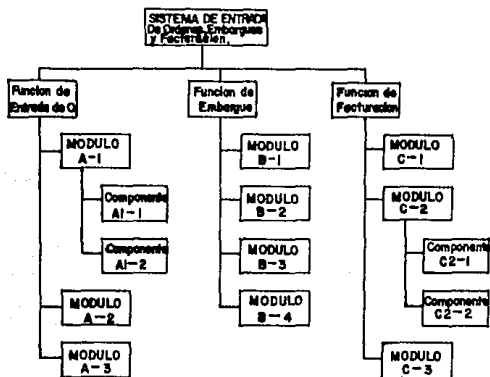 SISTEMA DE ENTRADA
De Ordenes, Embarques
y Facturacion.
Funcion de
Entrada de O
Funcion de
Embarque
Funcion de
Facturacion
MODULO
A-1
Componente
A1-1
Componente
A1-2
MODULO
A-2
MODULO
A-3
MODULO
B-1
MODULO
B-2
MODULO
B-3
MODULO
B-4
MODULO
C-1
MODULO
C-2
Componente
C2-1
Componente
C2-2
MODULO
C-3